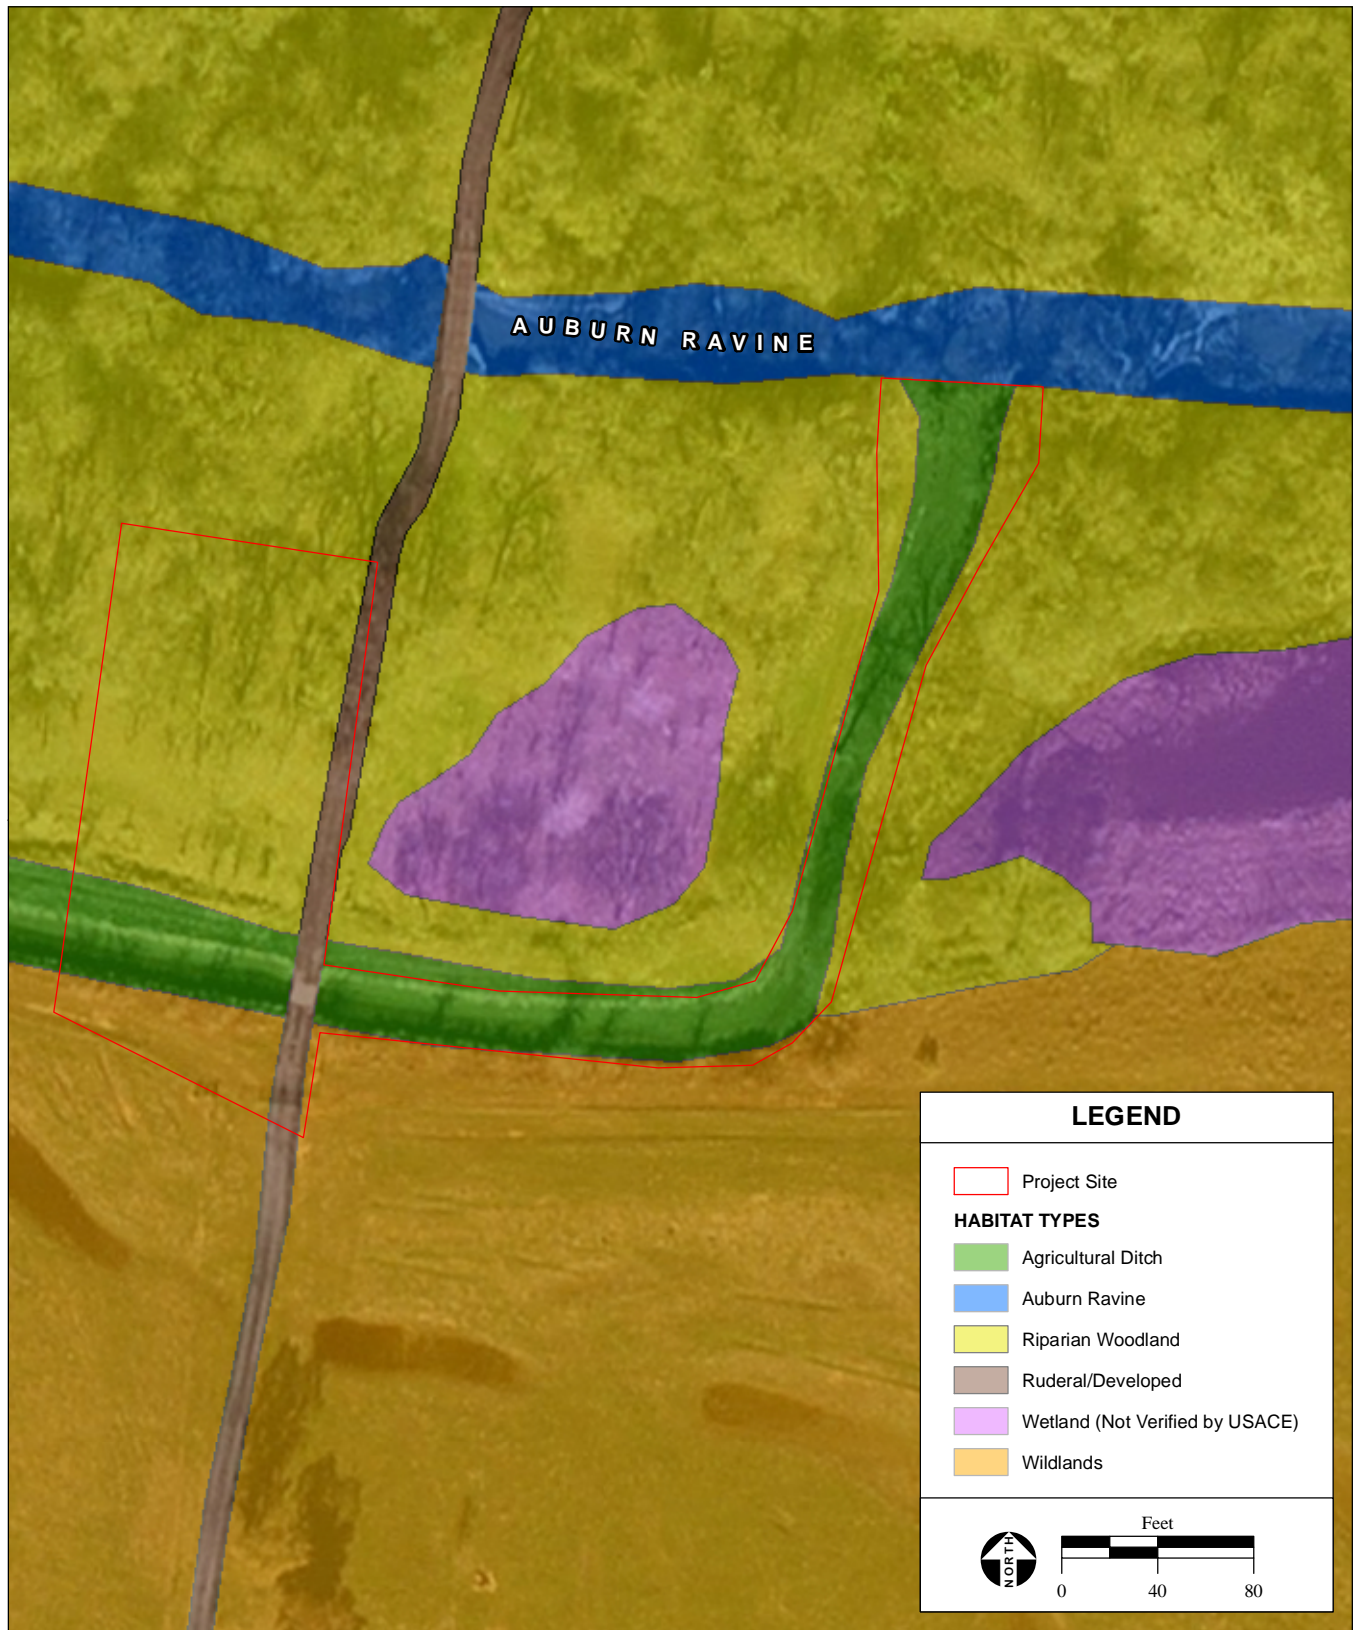 AUBURN RAVINE
LEGEND
Project Site
HABITAT TYPES
Agricultural Ditch
Auburn Ravine
Riparian Woodland
Ruderal/Developed
Wetland (Not Verified by USACE)
Wildlands
Feet
NORTH
0 40 80